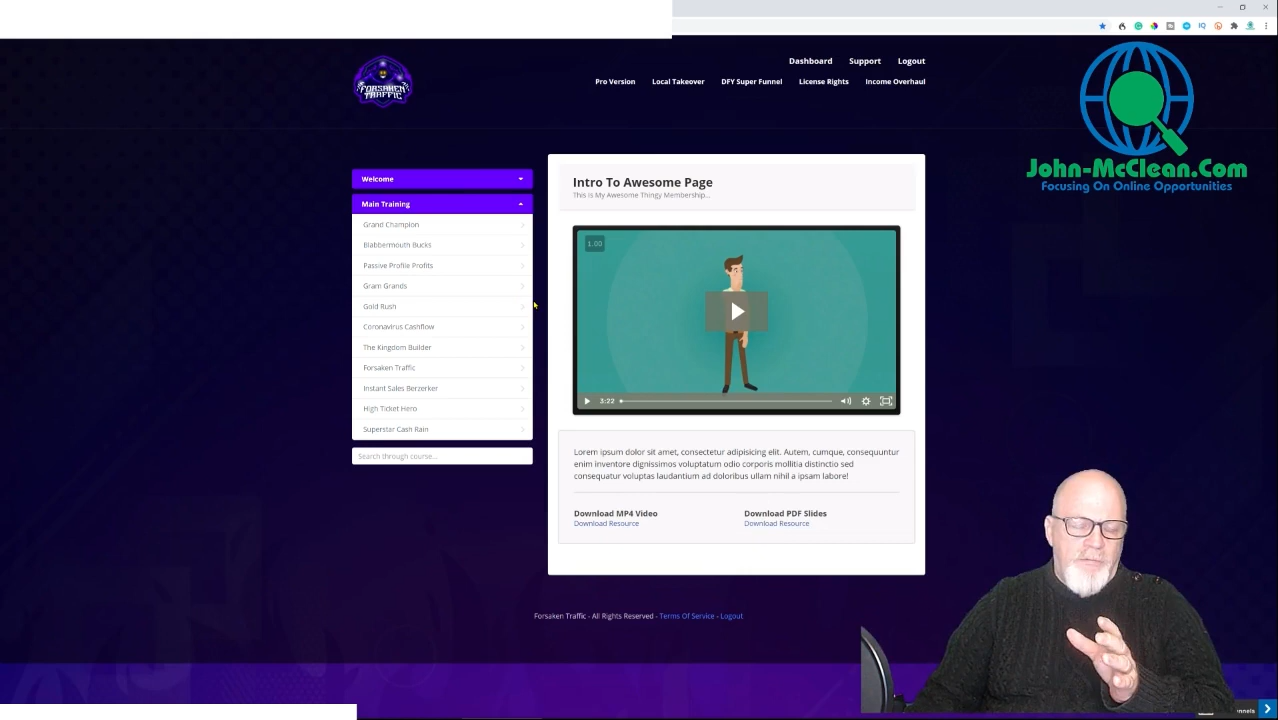 IQ
Dashboard Support Logout
FORSAKEN
TRAFFIC
Pro Version Local Takeover DFY Super Funnel License Rights Income Overhaul
John-McClean.Com
Focusing On Online Opportunities
Welcome
Main Training
Grand Champion
Blabbermouth Bucks
Passive Profile Profits
Gram Grands
Gold Rush
Coronavirus Cashflow
The Kingdom Builder
Forsaken Traffic
Instant Sales Berzerker
High Ticket Hero
Superstar Cash Rain
Search through course...
Intro To Awesome Page
This Is My Awesome Thingy Membership...
1.00
3:22
Lorem ipsum dolor sit amet, consectetur adipisicing elit. Autem, cumque, consequuntur
enim inventore dignissimos voluptatum odio corporis mollitia distinctio sed
consequatur voluptas laudantium ad doloribus ullam nihil a ipsam labore!
Download MP4 Video
Download Resource
Download PDF Slides
Download Resource
Forsaken Traffic - All Rights Reserved - Terms Of Service - Logout